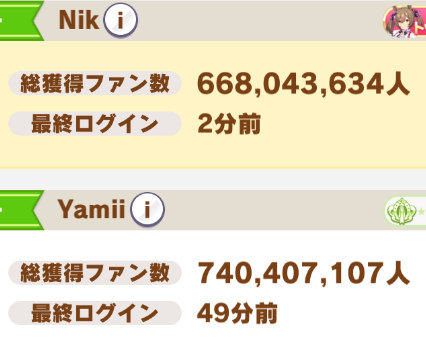 Nik i
総獲得ファン数 668,043,634人
最終ログイン 2分前
Yamii i
総獲得ファン数 740,407,107人
最終ログイン 49分前